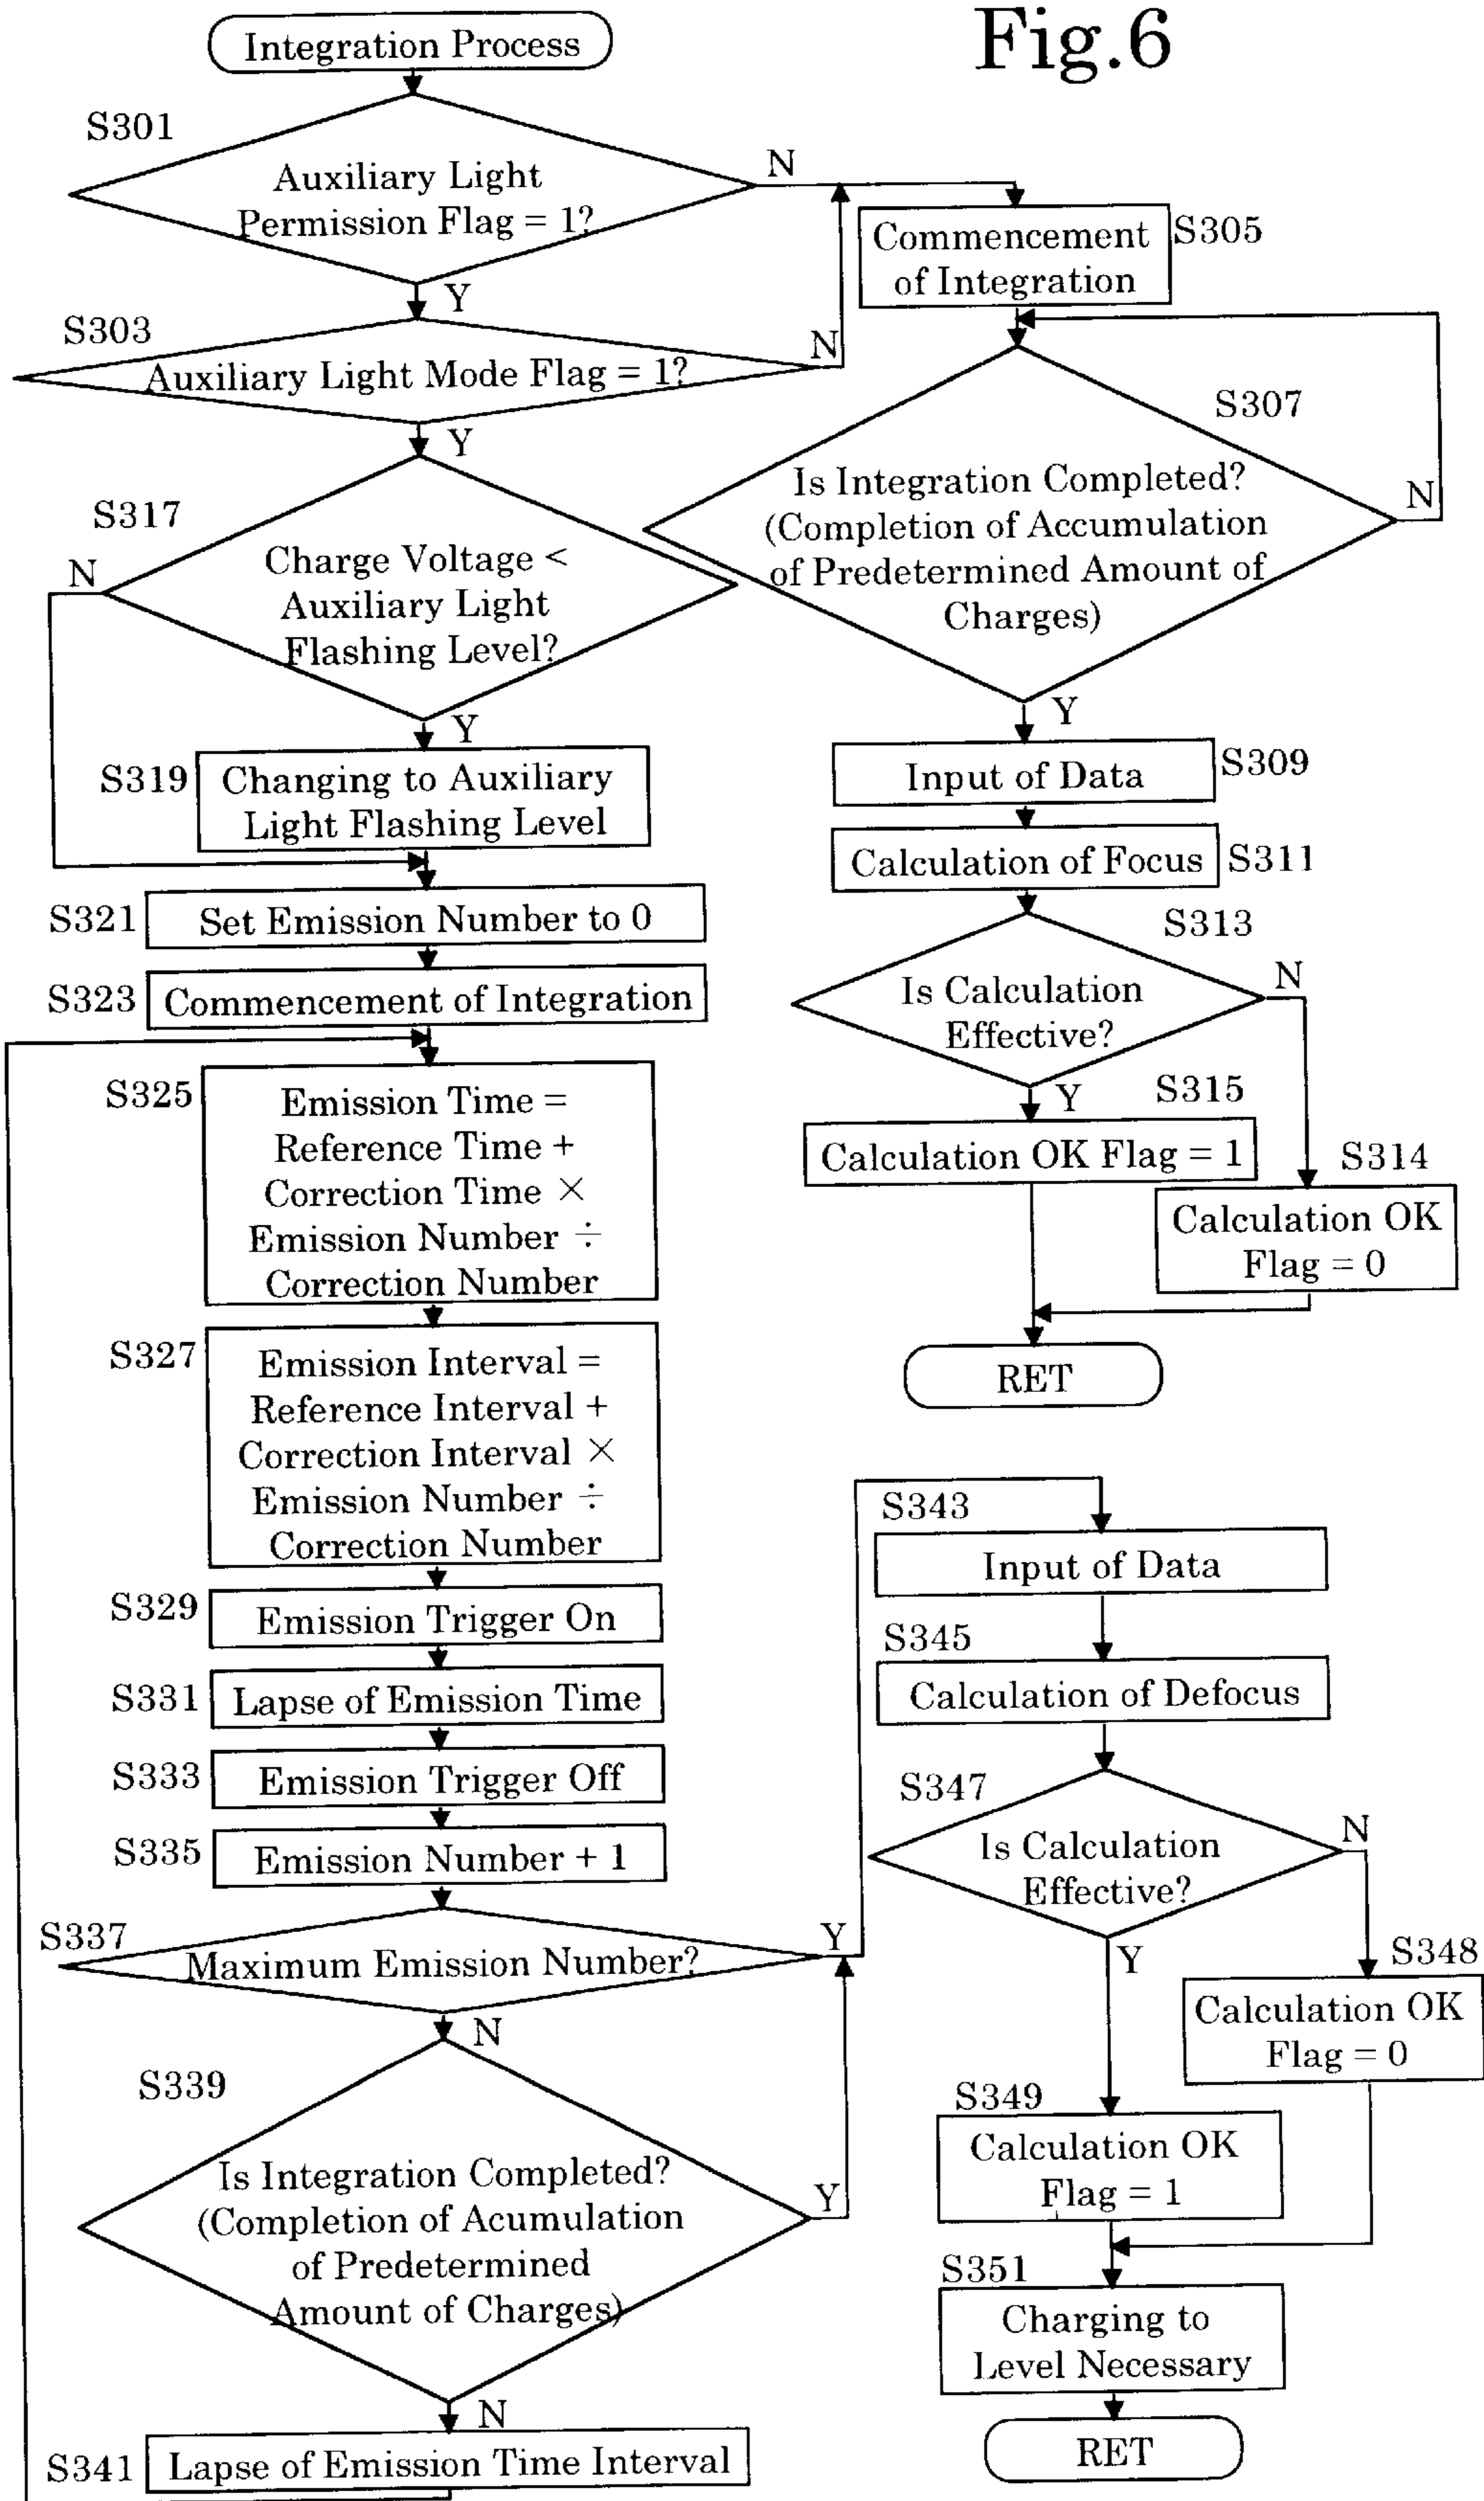 Fig.6
Integration Process
S301
Auxiliary Light
Permission Flag = 1?
N
Y
S303
Auxiliary Light Mode Flag = 1?
N
Y
S317
Charge Voltage <
Auxiliary Light
Flashing Level?
N
Y
S319
Changing to Auxiliary
Light Flashing Level
S321
Set Emission Number to 0
S323
Commencement of Integration
S325
Emission Time =
Reference Time +
Correction Time ×
Emission Number ÷
Correction Number
S327
Emission Interval =
Reference Interval +
Correction Interval ×
Emission Number ÷
Correction Number
S329
Emission Trigger On
S331
Lapse of Emission Time
S333
Emission Trigger Off
S335
Emission Number + 1
S337
Maximum Emission Number?
Y
N
S339
Is Integration Completed?
(Completion of Acumulation
of Predetermined
Amount of Charges)
Y
N
S341
Lapse of Emission Time Interval
S305
Commencement
of Integration
S307
Is Integration Completed?
(Completion of Accumulation
of Predetermined Amount of
Charges)
N
Y
S309
Input of Data
S311
Calculation of Focus
S313
Is Calculation
Effective?
N
Y
S315
Calculation OK Flag = 1
S314
Calculation OK
Flag = 0
RET
S343
Input of Data
S345
Calculation of Defocus
S347
Is Calculation
Effective?
N
Y
S348
Calculation OK
Flag = 0
S349
Calculation OK
Flag = 1
S351
Charging to
Level Necessary
RET